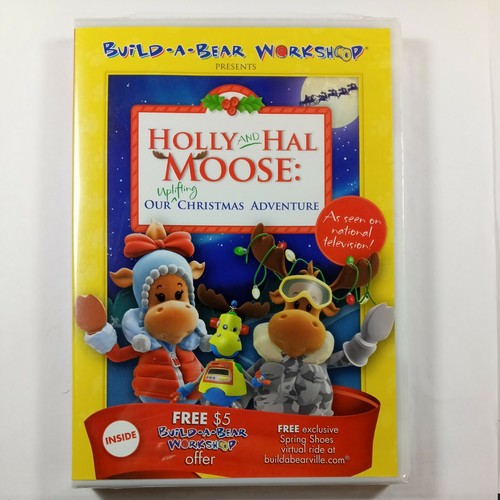 BUILD-A-BEAR WORKSHOP®
PRESENTS
HOLLY AND HAL
MOOSE:
Uplifting
OUR CHRISTMAS ADVENTURE
As seen on
national
television!
INSIDE
FREE $5
BUILD-A-BEAR
WORKSHOP
offer
FREE exclusive
Spring Shoes
virtual ride at
buildabearville.com®